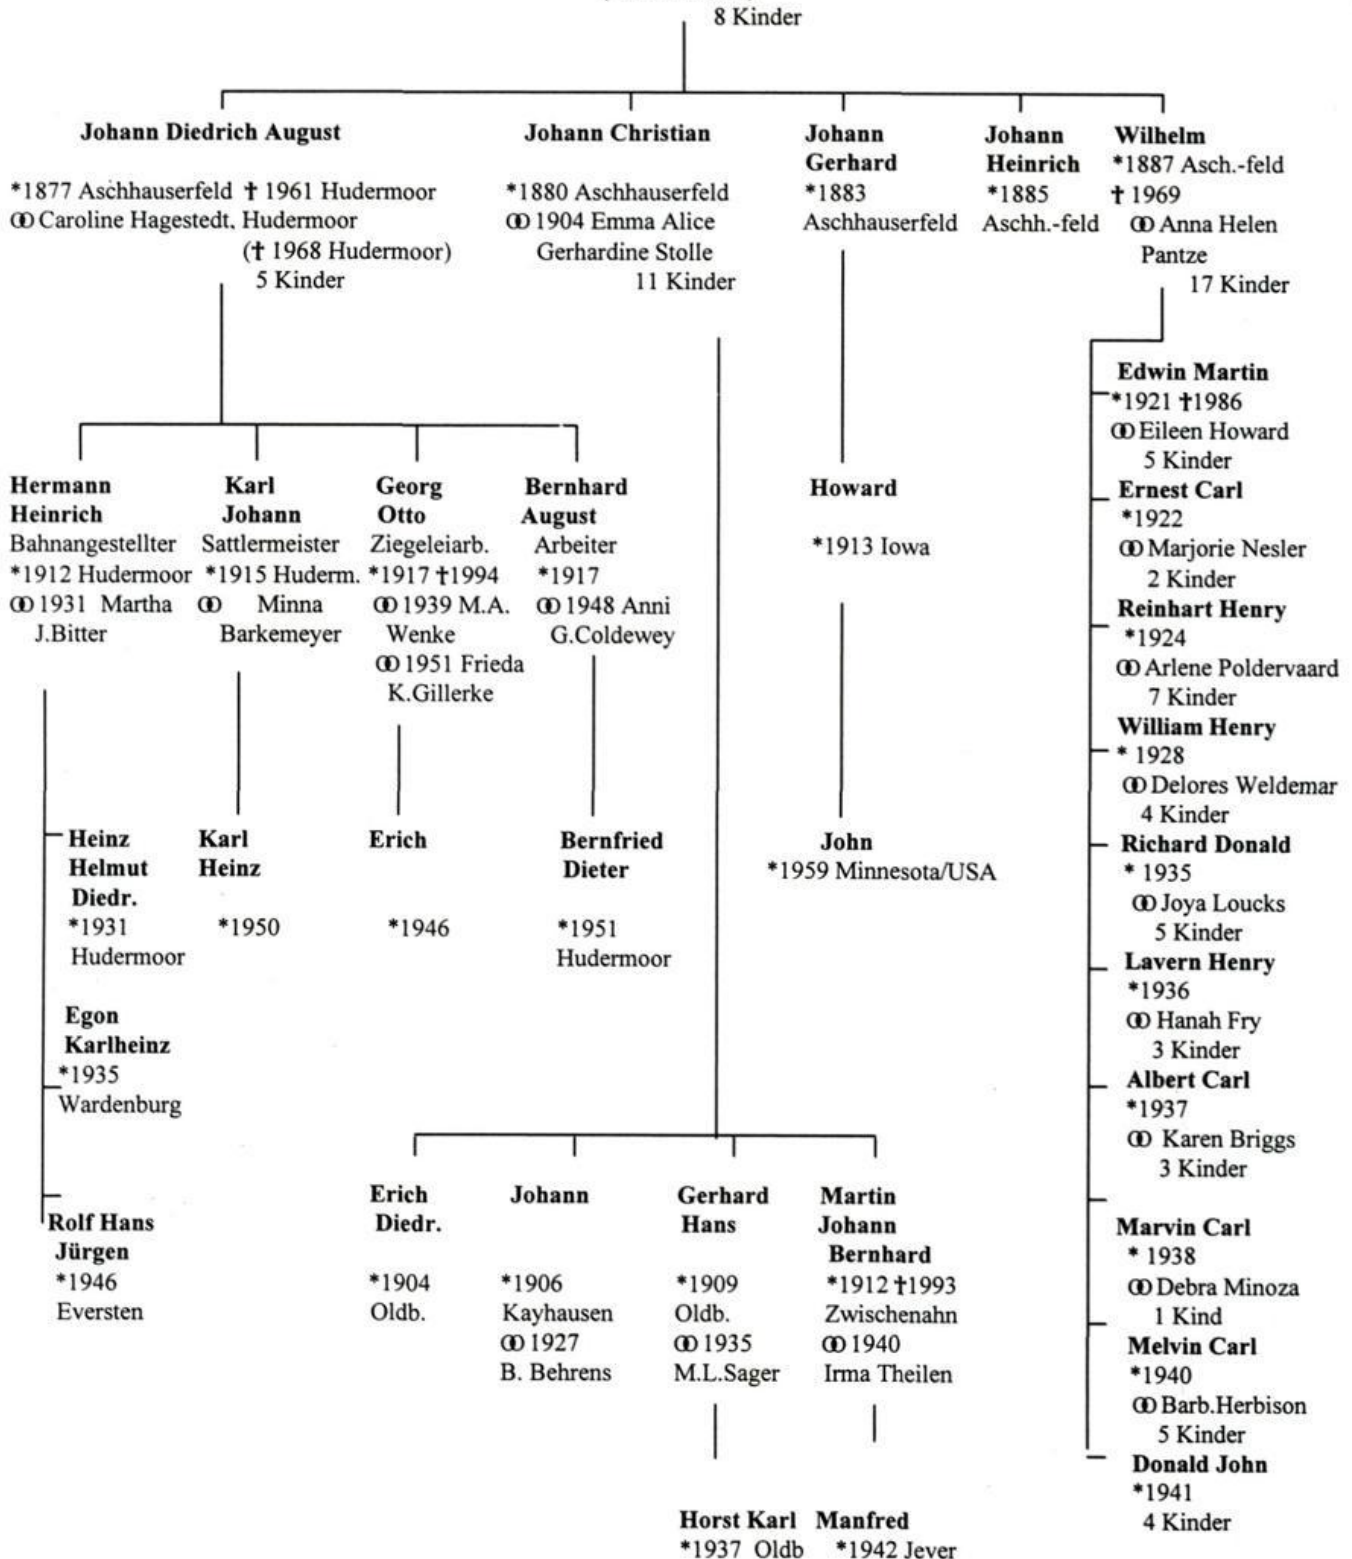 8 Kinder
Johann Diedrich August
*1877 Aschhauserfeld ✝ 1961 Hudermoor
⚭ Caroline Hagestedt, Hudermoor
(✝ 1968 Hudermoor)
5 Kinder
Johann Christian
*1880 Aschhauserfeld
⚭ 1904 Emma Alice
Gerhardine Stolle
11 Kinder
Johann
Gerhard
*1883
Aschhauserfeld
Johann
Heinrich
*1885
Aschh.-feld
Wilhelm
*1887 Asch.-feld
✝ 1969
⚭ Anna Helen
Pantze
17 Kinder
Hermann
Heinrich
Bahnangestellter
*1912 Hudermoor
⚭ 1931 Martha
J.Bitter
Karl
Johann
Sattlermeister
*1915 Huderm.
⚭ Minna
Barkemeyer
Georg
Otto
Ziegeleiarb.
*1917 ✝1994
⚭ 1939 M.A.
Wenke
⚭ 1951 Frieda
K.Gillerke
Bernhard
August
Arbeiter
*1917
⚭ 1948 Anni
G.Coldewey
Howard
*1913 Iowa
Heinz
Helmut
Diedr.
*1931
Hudermoor
Karl
Heinz
*1950
Erich
*1946
Bernfried
Dieter
*1951
Hudermoor
John
*1959 Minnesota/USA
Egon
Karlheinz
*1935
Wardenburg
Rolf Hans
Jürgen
*1946
Eversten
Erich
Diedr.
*1904
Oldb.
Johann
*1906
Kayhausen
⚭ 1927
B. Behrens
Gerhard
Hans
*1909
Oldb.
⚭ 1935
M.L.Sager
Martin
Johann
Bernhard
*1912 ✝1993
Zwischenahn
⚭ 1940
Irma Theilen
Horst Karl
*1937 Oldb
Manfred
*1942 Jever
Edwin Martin
*1921 ✝1986
⚭ Eileen Howard
5 Kinder
Ernest Carl
*1922
⚭ Marjorie Nesler
2 Kinder
Reinhart Henry
*1924
⚭ Arlene Poldervaard
7 Kinder
William Henry
* 1928
⚭ Delores Weldemar
4 Kinder
Richard Donald
* 1935
⚭ Joya Loucks
5 Kinder
Lavern Henry
*1936
⚭ Hanah Fry
3 Kinder
Albert Carl
*1937
⚭ Karen Briggs
3 Kinder
Marvin Carl
* 1938
⚭ Debra Minoza
1 Kind
Melvin Carl
*1940
⚭ Barb.Herbison
5 Kinder
Donald John
*1941
4 Kinder